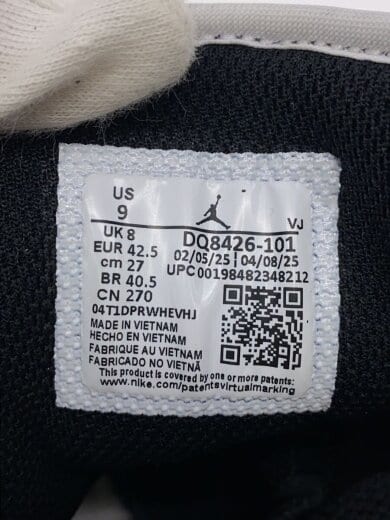 US
9
VJ
UK 8
DQ8426-101
EUR 42.5
02/05/25 | 04/08/25
cm 27
UPC 00198482348212
BR 40.5
CN 270
04T1DPRWHEVHJ
MADE IN VIETNAM
HECHO EN VIETNAM
FABRIQUE AU VIETNAM
FABRICADO NO VIETNÃ
This product is covered by one or more patents:
www.nike.com/patentsvirtualmarking